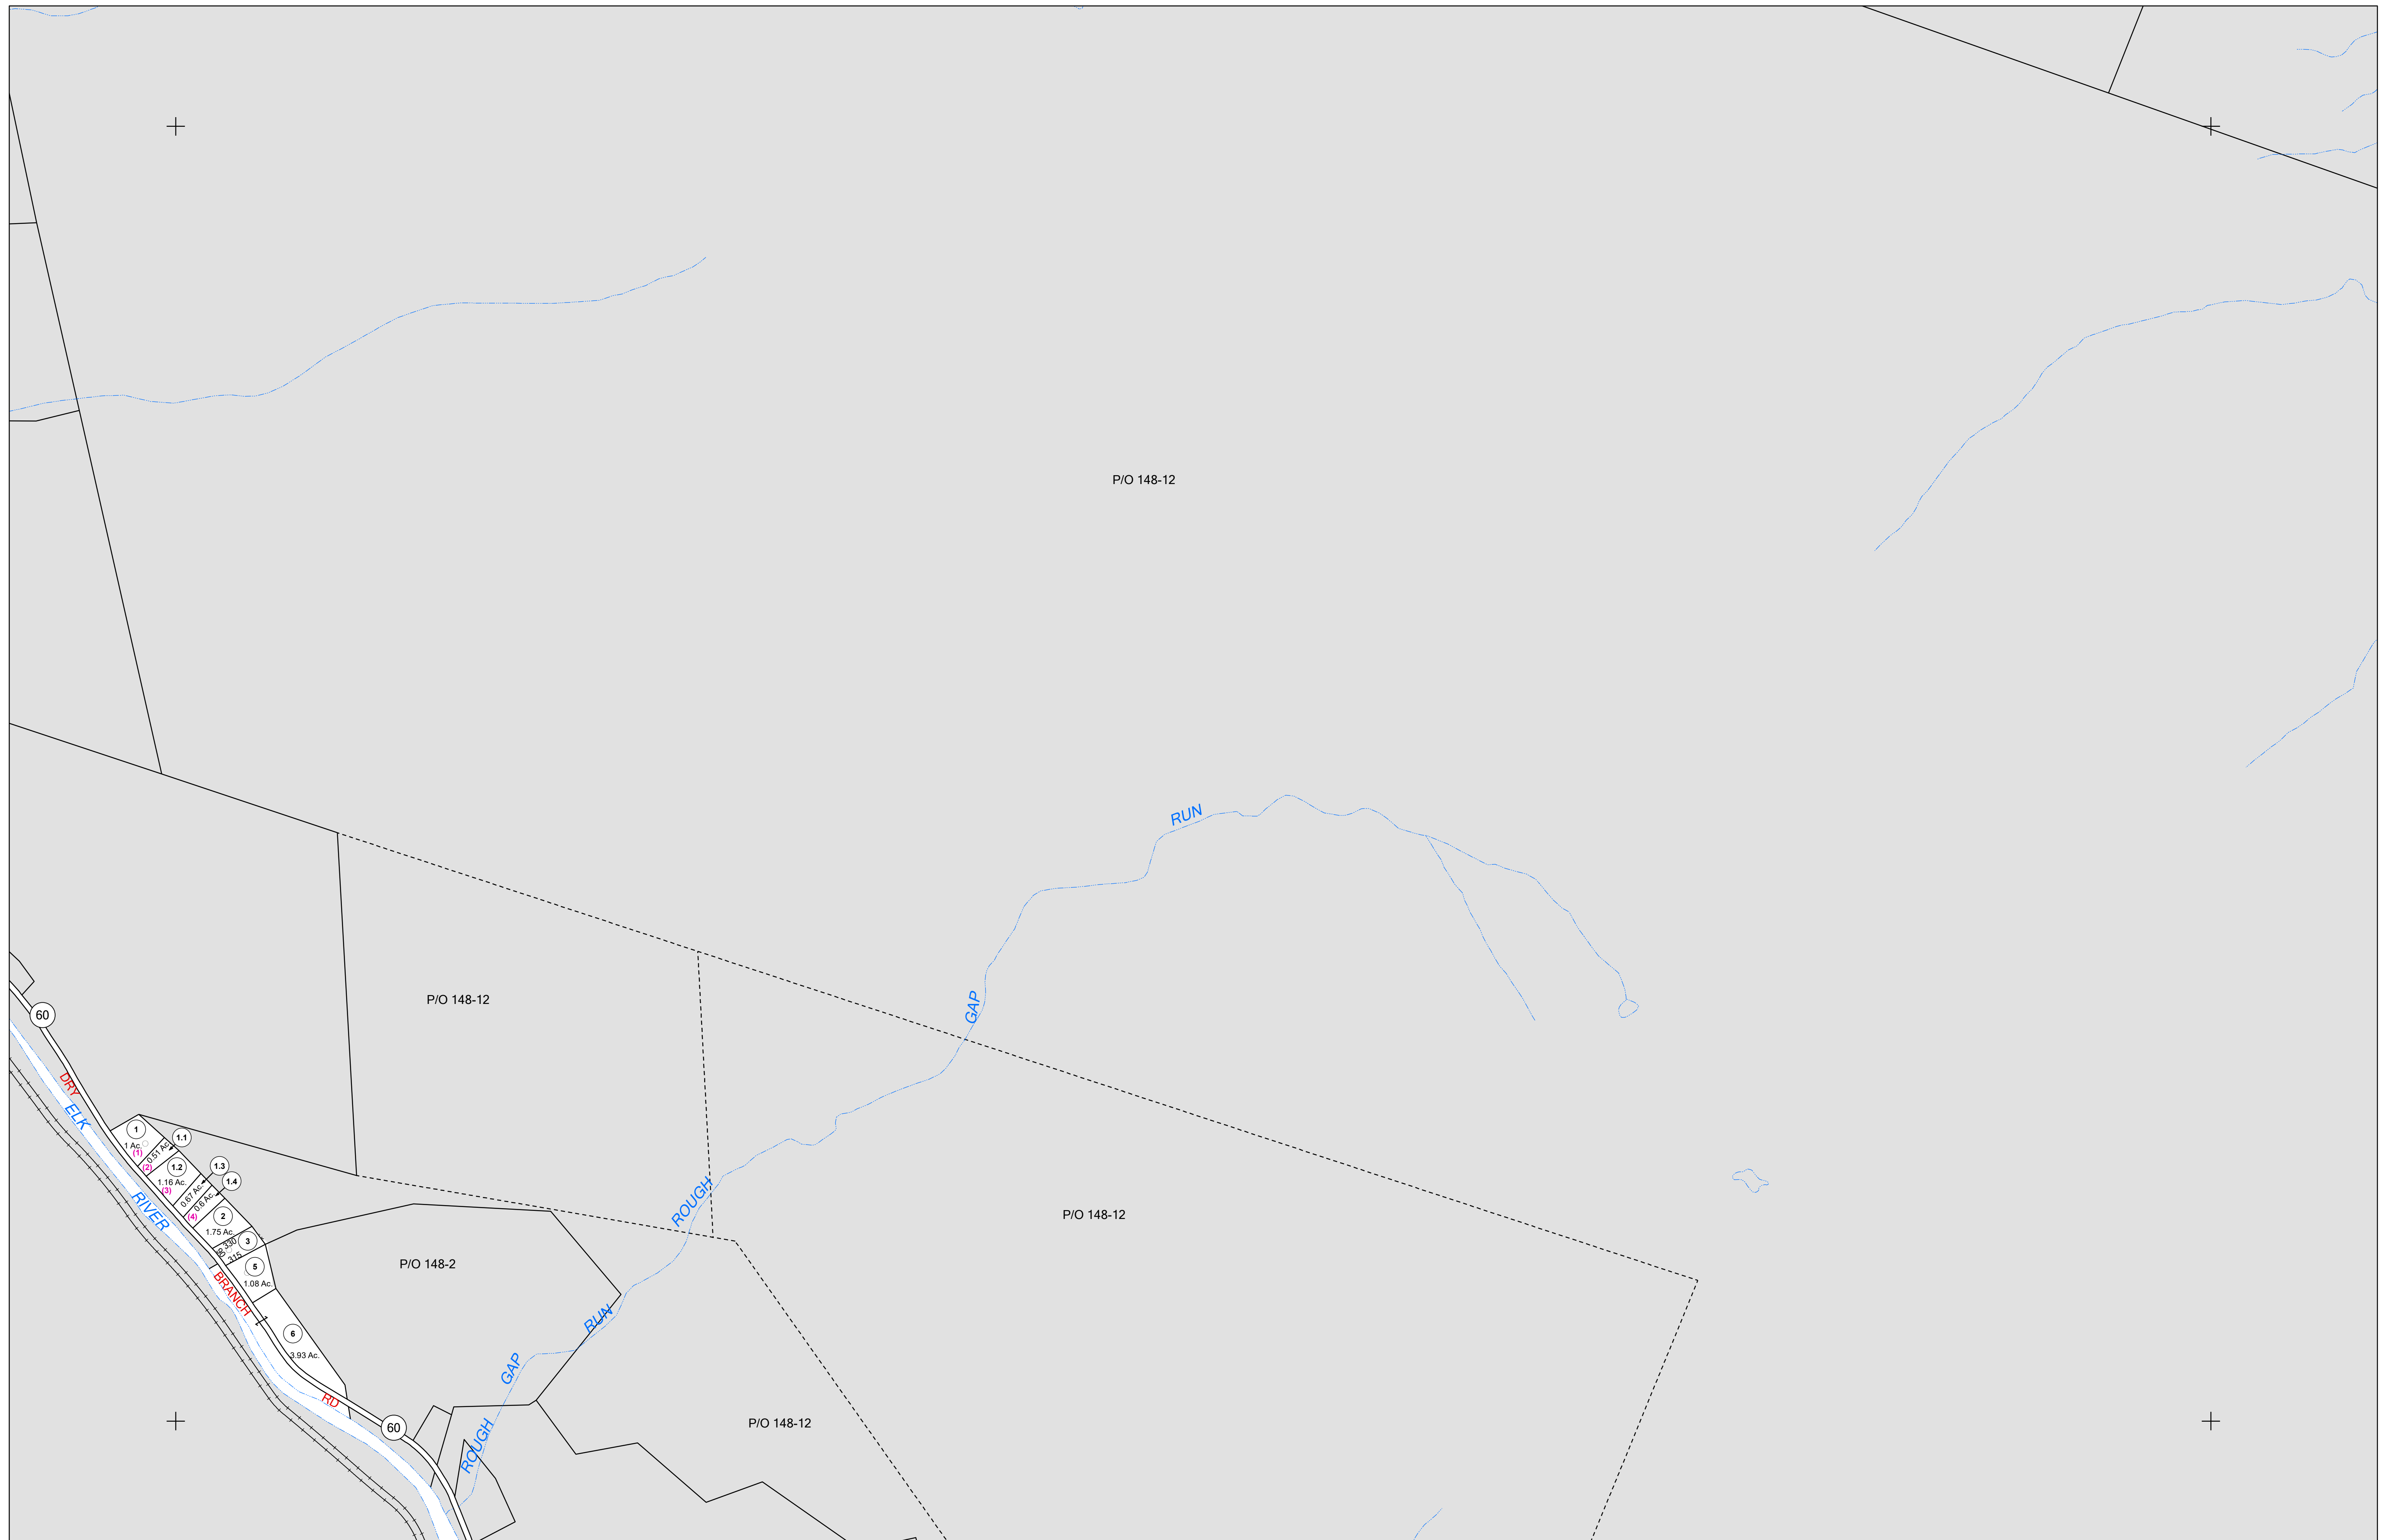 P/O 148-12
RUN
GAP
P/O 148-12
60
DRY
ELK
1
1 Ac.
(1)
1.1
0.51 Ac.
(2)
1.2
1.16 Ac.
(3)
1.3
0.67 Ac.
1.4
0.6 Ac.
(4)
RIVER
2
1.75 Ac.
3
330
315
5
1.08 Ac.
BRANCH
6
3.93 Ac.
RD
60
ROUGH
P/O 148-12
P/O 148-2
RUN
GAP
ROUGH
P/O 148-12